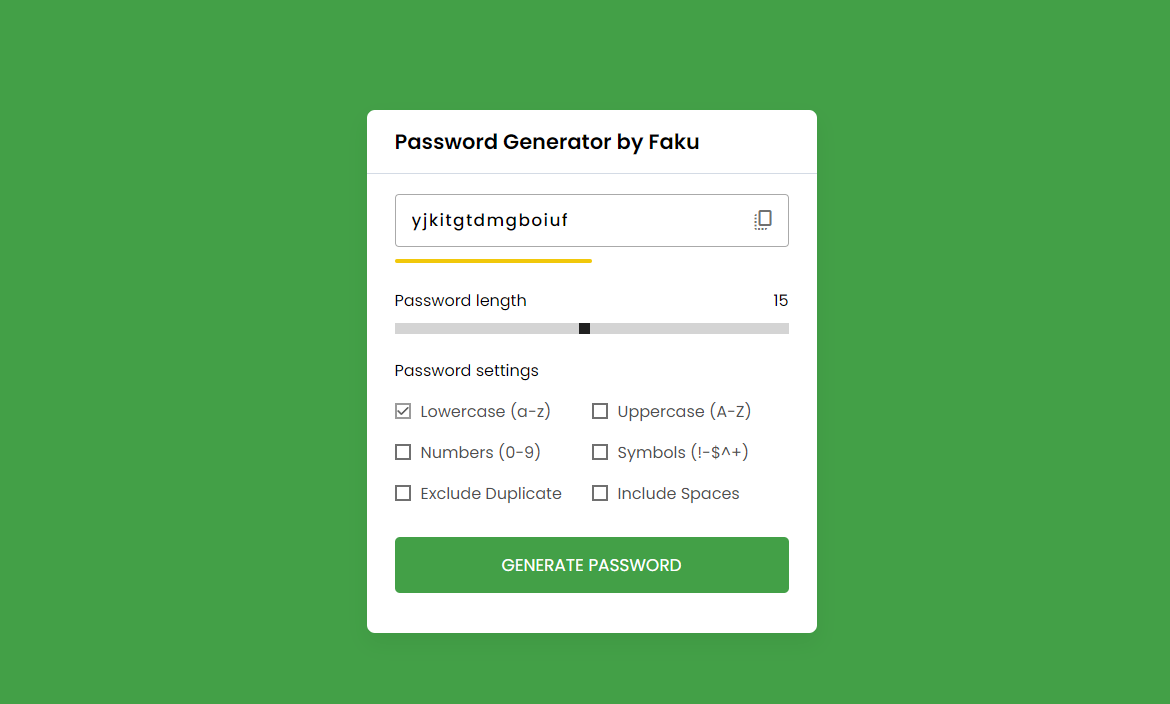 Password Generator by Faku
yjkitgtdmgboiuf
Password length 15
Password settings
Lowercase (a-z) Uppercase (A-Z)
Numbers (0-9) Symbols (!-$^+)
Exclude Duplicate Include Spaces
GENERATE PASSWORD